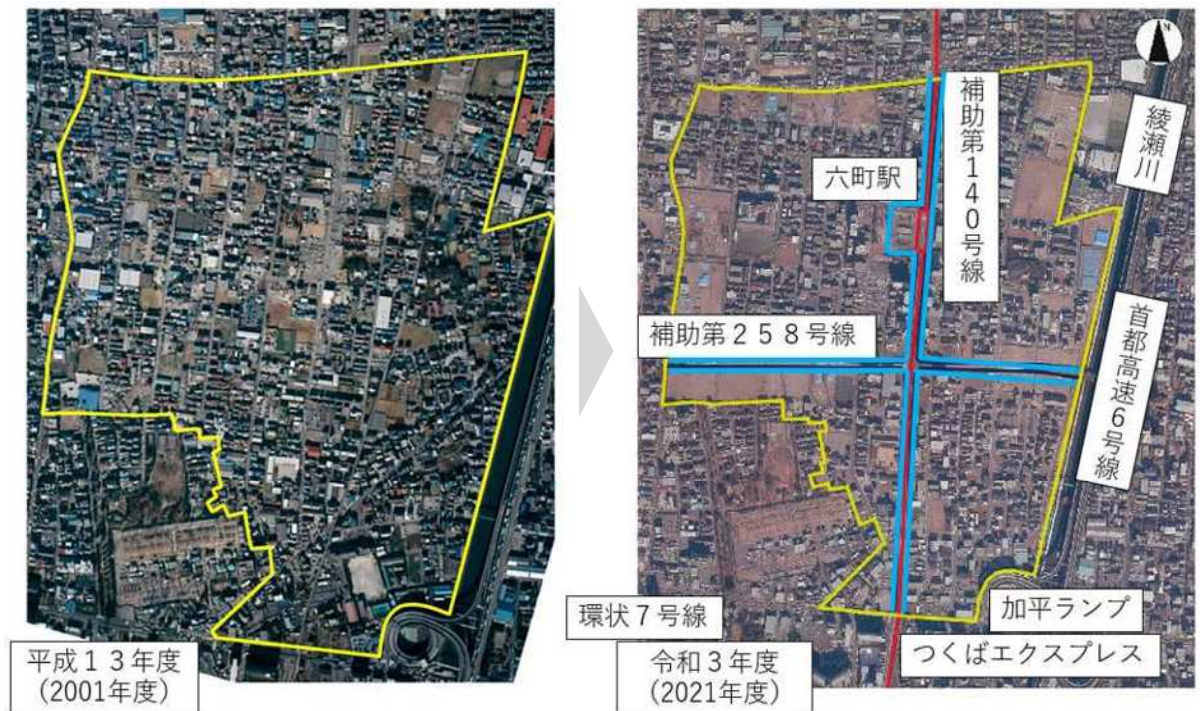 平成１３年度
（2001年度）
N
綾瀬川
補助第１４０号線
六町駅
補助第２５８号線
首都高速６号線
環状７号線
加平ランプ
つくばエクスプレス
令和３年度
（2021年度）